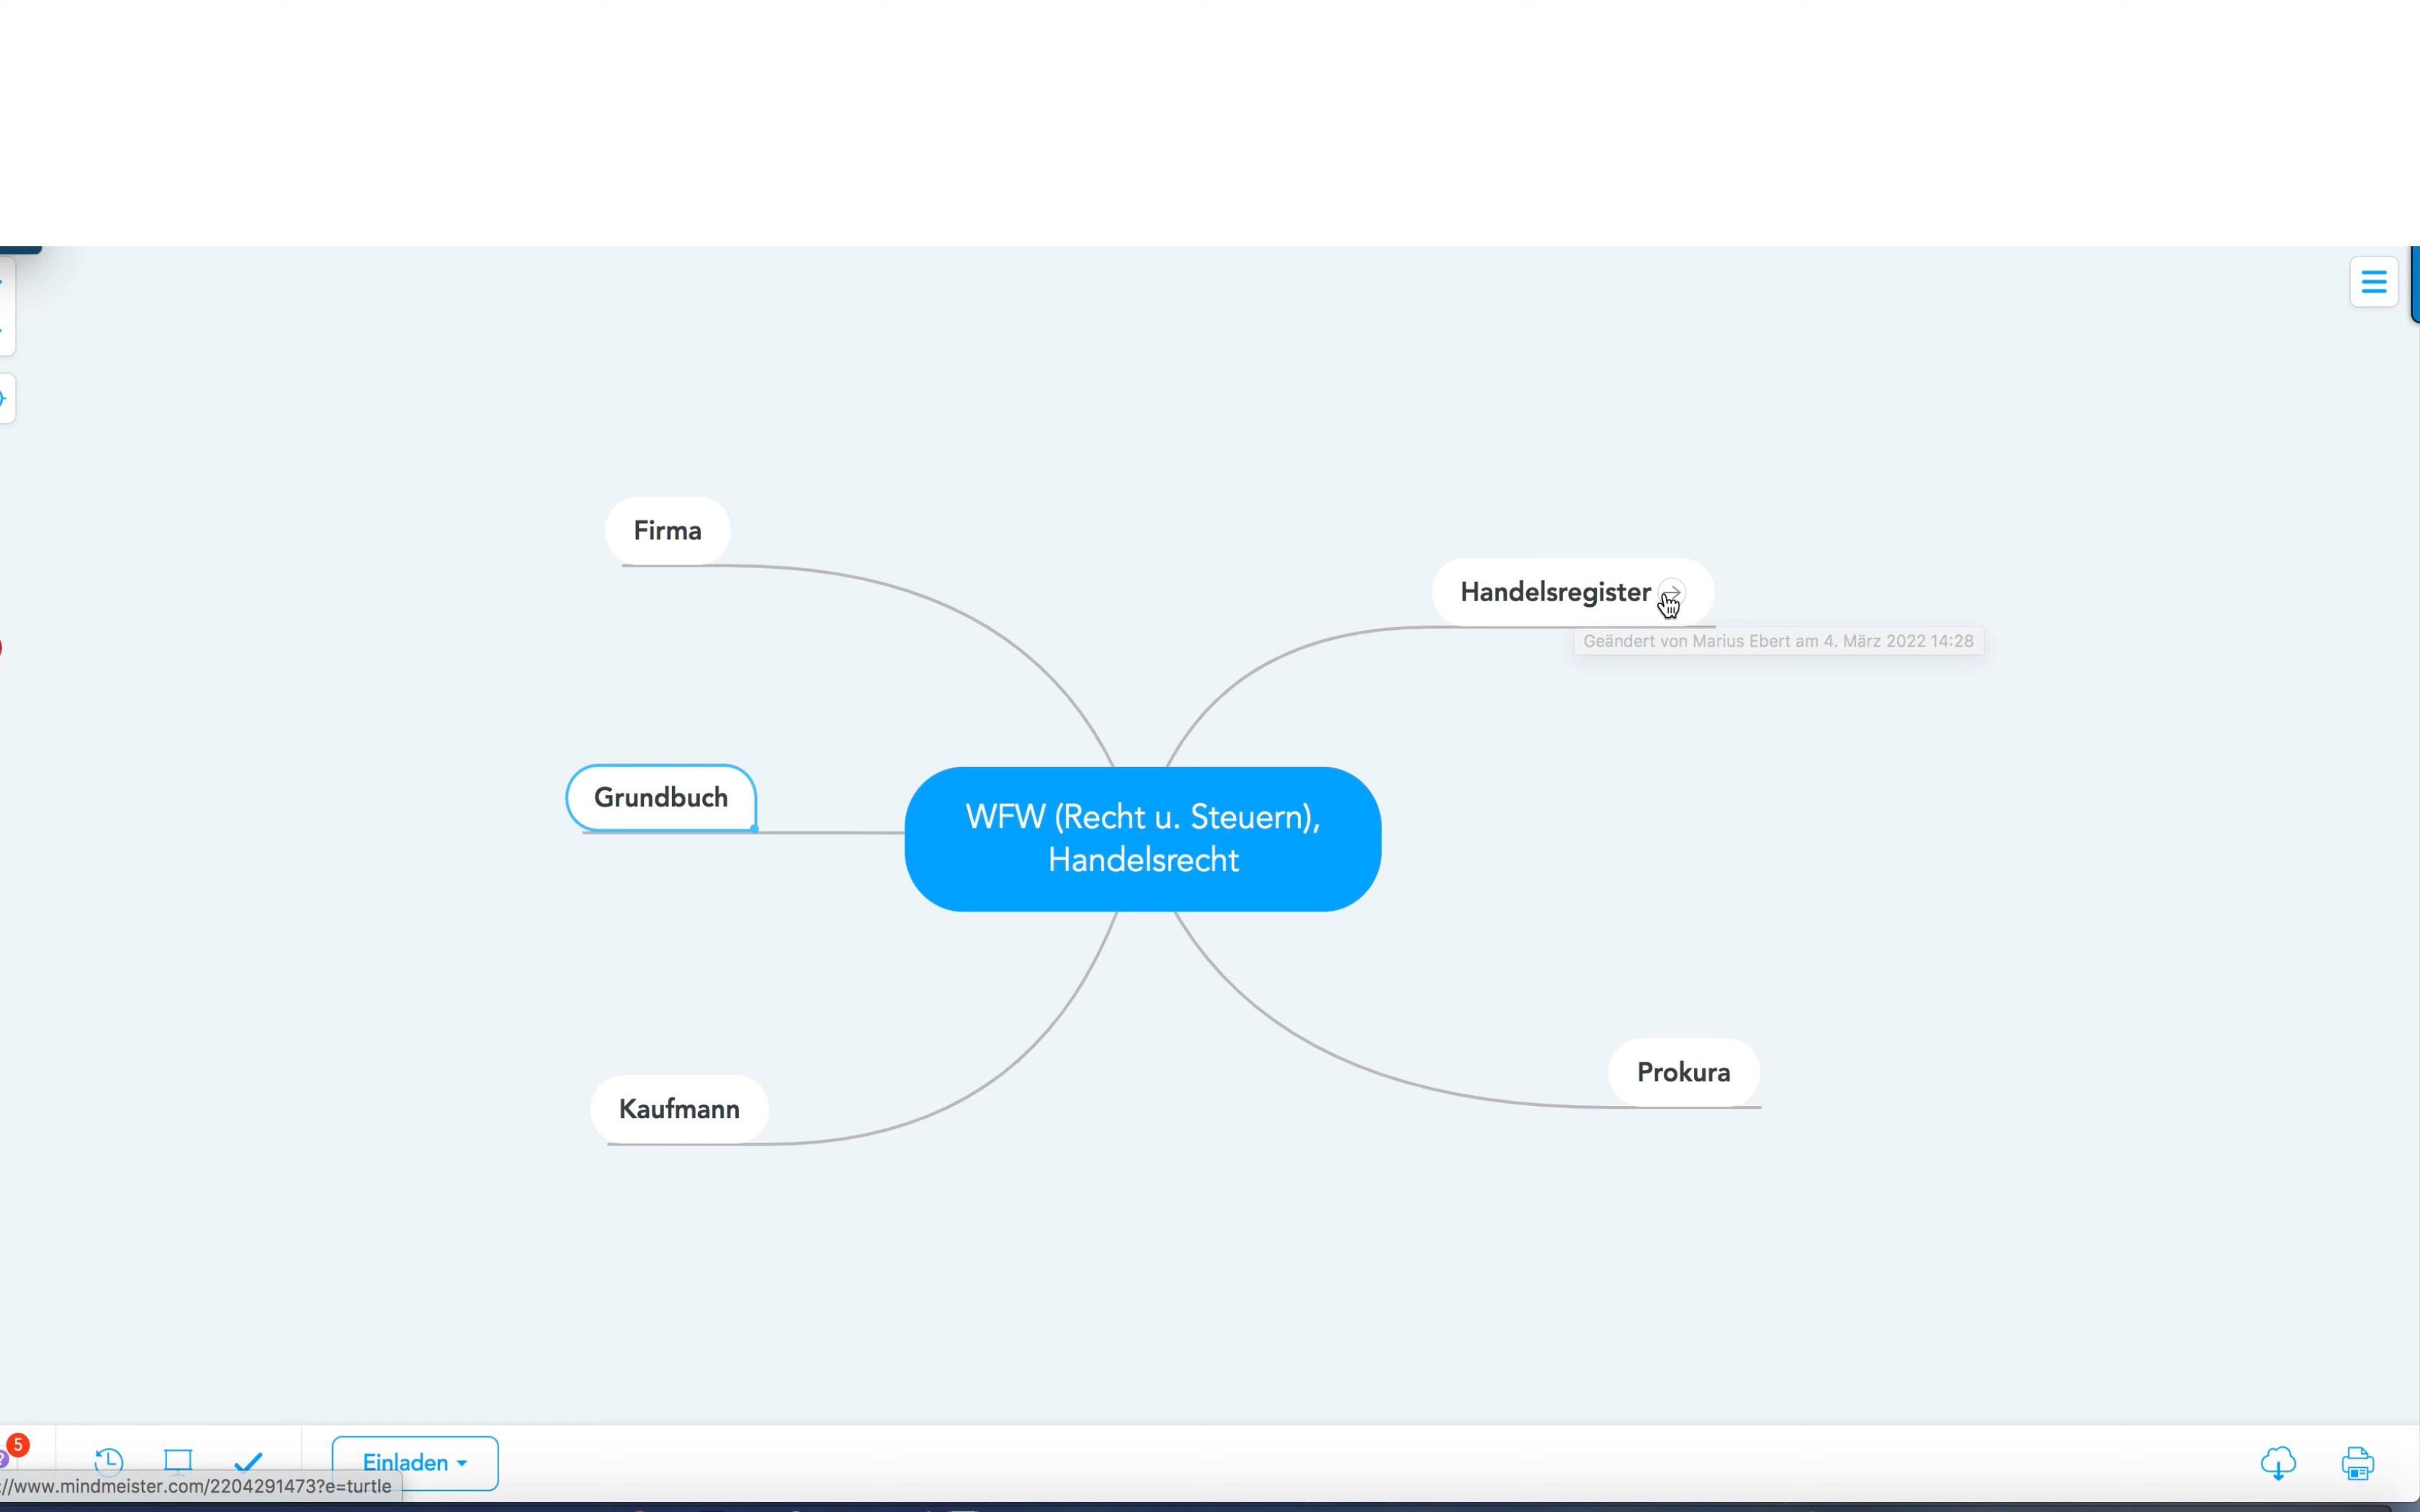 Firma
Handelsregister
Geändert von Marius Ebert am 4. März 2022 14:28
Grundbuch
WFW (Recht u. Steuern),
Handelsrecht
Prokura
Kaufmann
5
Einladen
://www.mindmeister.com/2204291473?e=turtle